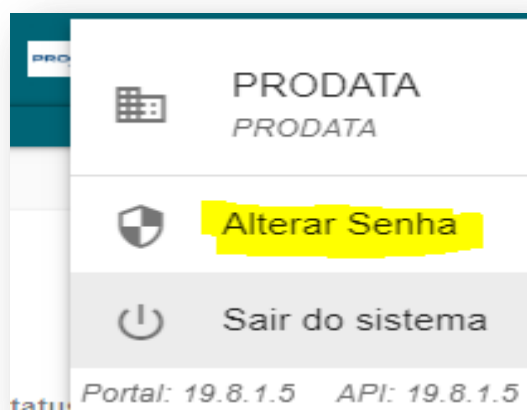 PRODATA
PRODATA
Alterar Senha
Sair do sistema
Portal: 19.8.1.5 API: 19.8.1.5